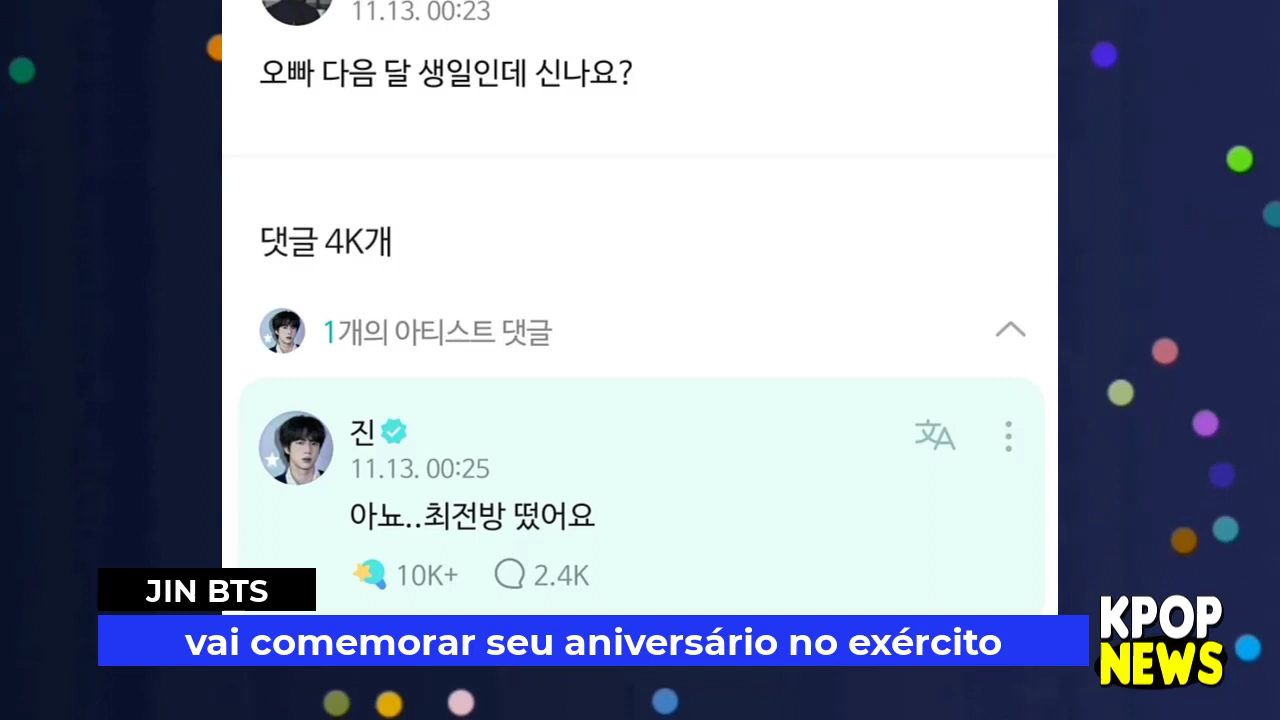 11.13. 00:23
오빠 다음 달 생일인데 신나요?
댓글 4K개
1개의 아티스트 댓글
진
11.13. 00:25
아뇨..최전방 떴어요
10K+ 2.4K
JIN BTS
vai comemorar seu aniversário no exército
KPOP
NEWS